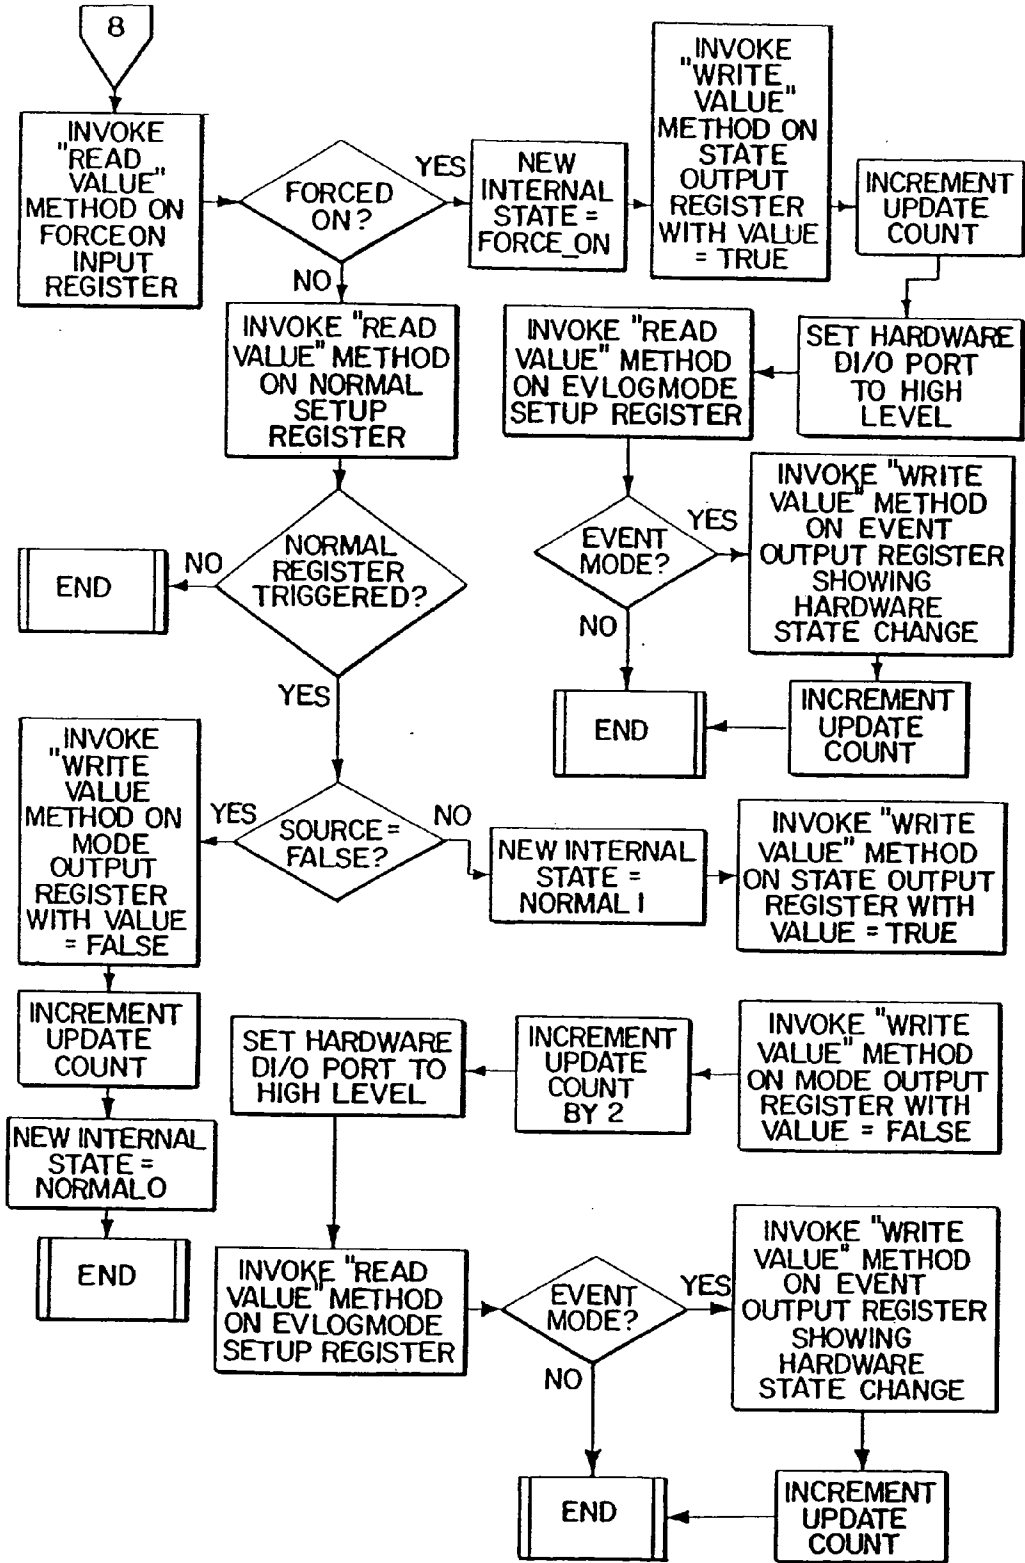 8
INVOKE
"READ
VALUE"
METHOD ON
FORCEON
INPUT
REGISTER
FORCED
ON?
YES
NO
NEW
INTERNAL
STATE =
FORCE_ON
INVOKE
"WRITE
VALUE"
METHOD ON
STATE
OUTPUT
REGISTER
WITH VALUE
= TRUE
INCREMENT
UPDATE
COUNT
SET HARDWARE
DI/O PORT
TO HIGH
LEVEL
INVOKE "READ
VALUE" METHOD
ON EVLOGMODE
SETUP REGISTER
EVENT
MODE?
YES
NO
INVOKE "WRITE
VALUE" METHOD
ON EVENT
OUTPUT REGISTER
SHOWING
HARDWARE
STATE CHANGE
INCREMENT
UPDATE
COUNT
END
INVOKE "READ
VALUE" METHOD
ON NORMAL
SETUP
REGISTER
NORMAL
REGISTER
TRIGGERED?
NO
END
YES
SOURCE =
FALSE?
YES
NO
INVOKE
"WRITE
VALUE
METHOD ON
MODE
OUTPUT
REGISTER
WITH VALUE
= FALSE
INCREMENT
UPDATE
COUNT
NEW INTERNAL
STATE =
NORMALO
END
NEW INTERNAL
STATE =
NORMAL I
INVOKE "WRITE
VALUE" METHOD
ON STATE OUTPUT
REGISTER WITH
VALUE = TRUE
INVOKE "WRITE
VALUE" METHOD
ON MODE OUTPUT
REGISTER WITH
VALUE = FALSE
INCREMENT
UPDATE
COUNT
BY 2
SET HARDWARE
DI/O PORT TO
HIGH LEVEL
INVOKE "READ
VALUE" METHOD
ON EVLOGMODE
SETUP REGISTER
EVENT
MODE?
YES
NO
INVOKE "WRITE
VALUE" METHOD
ON EVENT
OUTPUT REGISTER
SHOWING
HARDWARE
STATE CHANGE
INCREMENT
UPDATE
COUNT
END